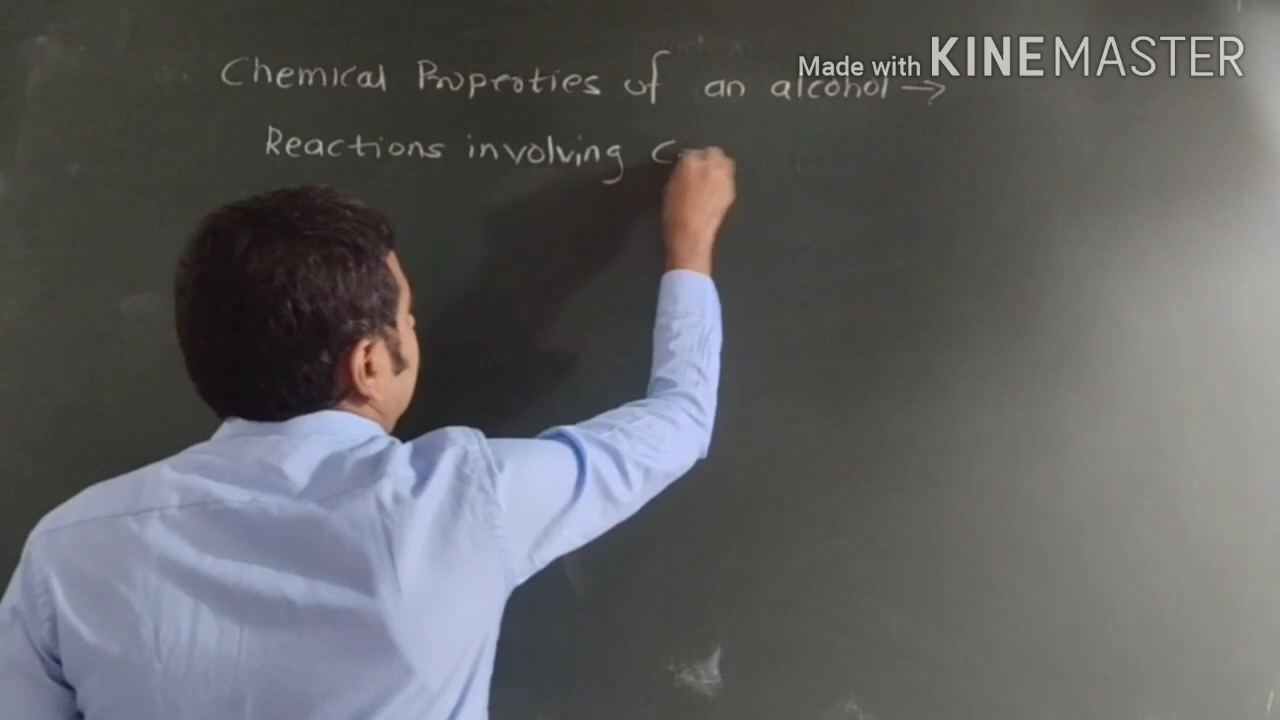 Made with KINEMASTER
Chemical Properties of an alcohol →
Reactions involving C-